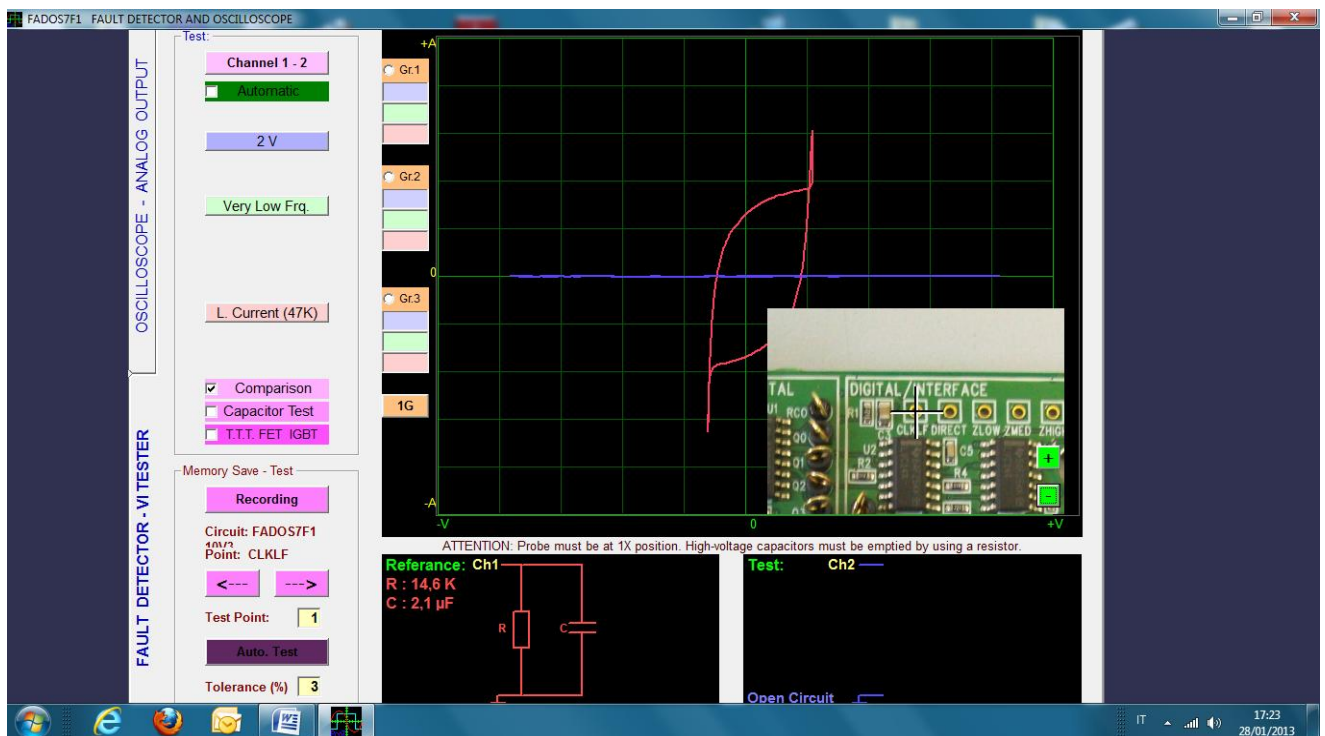 FADOS7F1 FAULT DETECTOR AND OSCILLOSCOPE
OSCILLOSCOPE - ANALOG OUTPUT
FAULT DETECTOR - VI TESTER
Test:
Channel 1 - 2
Automatic
2 V
Very Low Frq.
L. Current (47K)
Comparison
Capacitor Test
T.T.T. FET IGBT
Memory Save - Test
Recording
Circuit: FADOS7F1
Point: CLKLF
<---
--->
Test Point: 1
Auto. Test
Tolerance (%) 3
+A
Gr.1
Gr.2
0
Gr.3
1G
-A
-V
0
+V
TAL
DIGITAL/INTERFACE
U1
RCO
R1
CLKLF
DIRECT
ZLOW
ZMED
ZHIG
Q0
U2
C5
Q1
R2
R4
Q2
+
-
ATTENTION: Probe must be at 1X position. High-voltage capacitors must be emptied by using a resistor.
Referance: Ch1
R : 14,6 K
C : 2,1 µF
R
C
Test: Ch2
Open Circuit
IT
17:23
28/01/2013